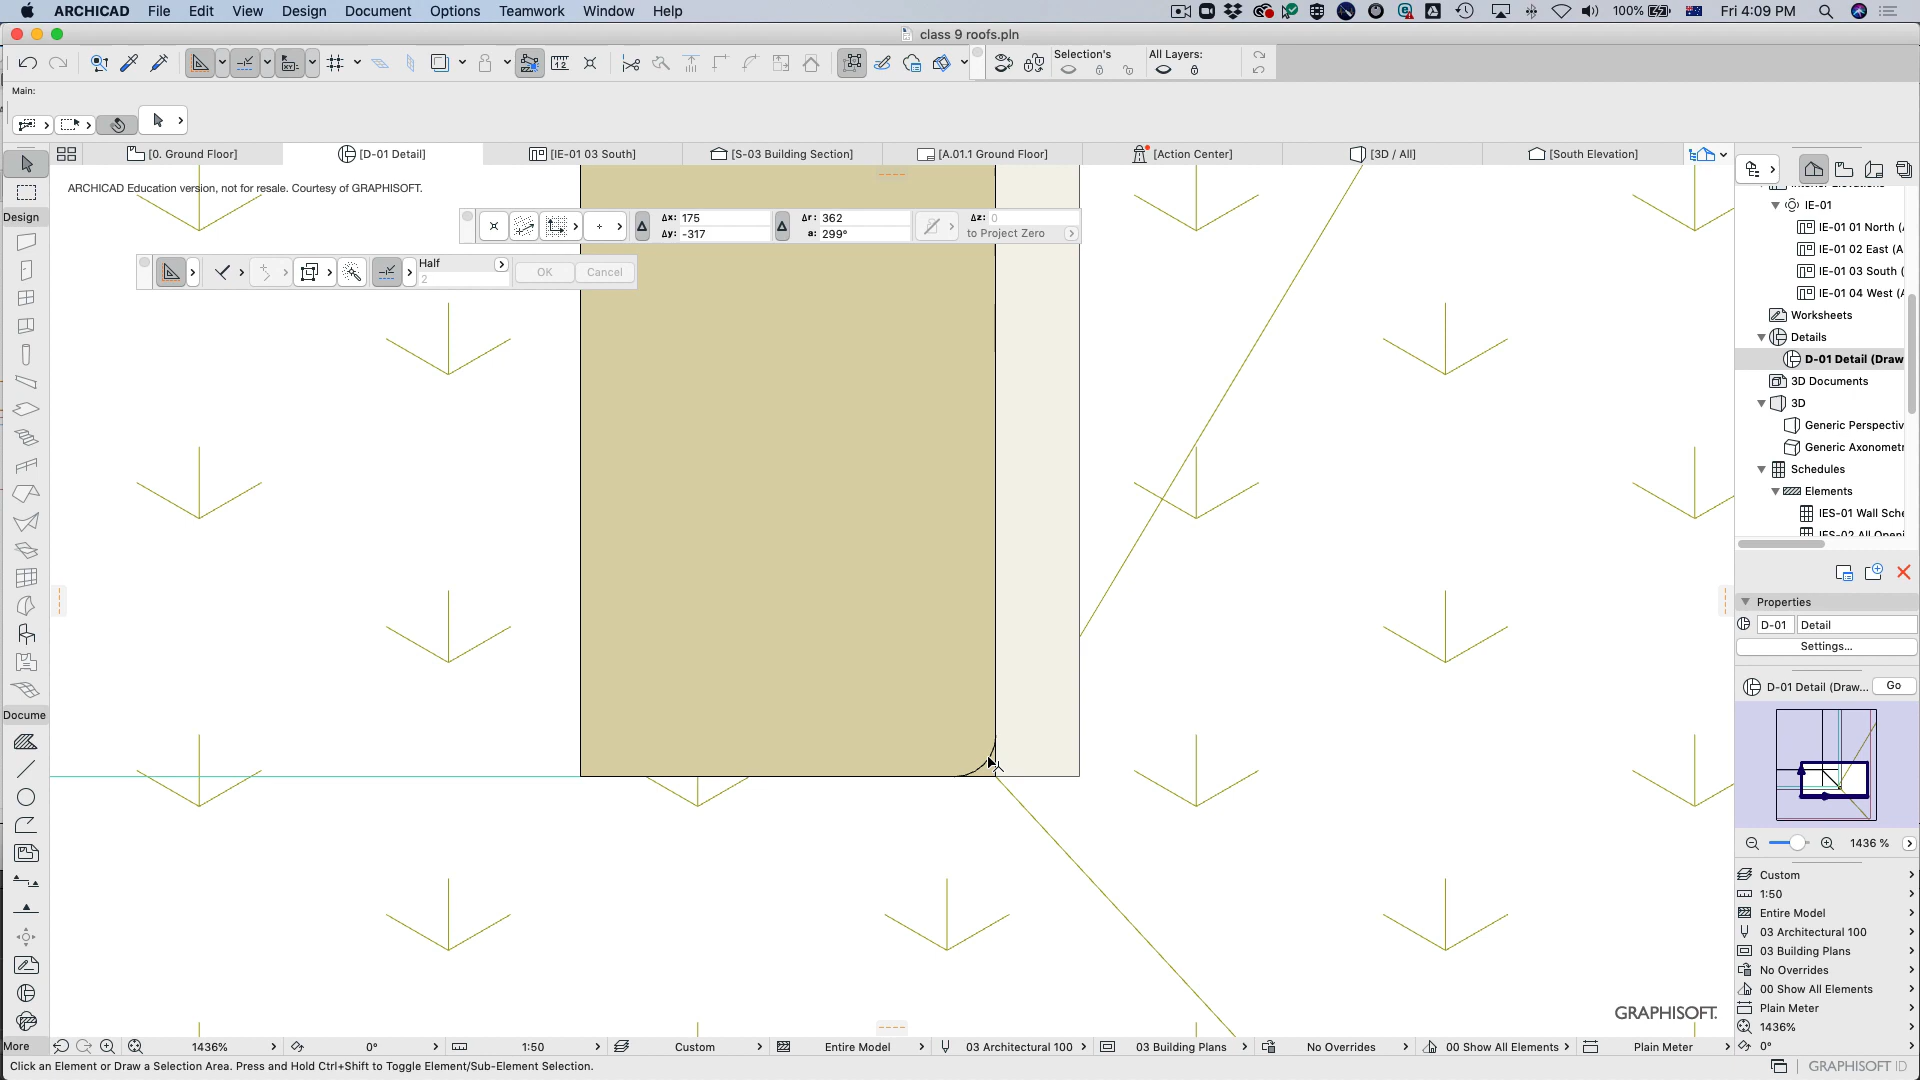 ARCHICAD File Edit View Design Document Options Teamwork Window Help 100% Fri 4:09 PM
class 9 roofs.pln
Selection's All Layers:
Main:
[0. Ground Floor] [D-01 Detail] [IE-01 03 South] [S-03 Building Section] [A.01.1 Ground Floor] [Action Center] [3D / All] [South Elevation]
ARCHICAD Education version, not for resale. Courtesy of GRAPHISOFT.
Δx: 175 Δr: 362 Δz: 0
Δy: -317 a: 299° to Project Zero
Half
2
OK Cancel
Design
Docume
More
IE-01
IE-01 01 North (A
IE-01 02 East (A
IE-01 03 South (
IE-01 04 West (A
Worksheets
Details
D-01 Detail (Draw
3D Documents
3D
Generic Perspectiv
Generic Axonomet
Schedules
Elements
IES-01 Wall Sche
IES-02 All Openi
Properties
D-01 Detail
Settings...
D-01 Detail (Draw... Go
1436 %
Custom
1:50
Entire Model
03 Architectural 100
03 Building Plans
No Overrides
00 Show All Elements
Plain Meter
1436%
0°
GRAPHISOFT.
1436% 0° 1:50 Custom Entire Model 03 Architectural 100 03 Building Plans No Overrides 00 Show All Elements Plain Meter
Click an Element or Draw a Selection Area. Press and Hold Ctrl+Shift to Toggle Element/Sub-Element Selection.
GRAPHISOFT ID